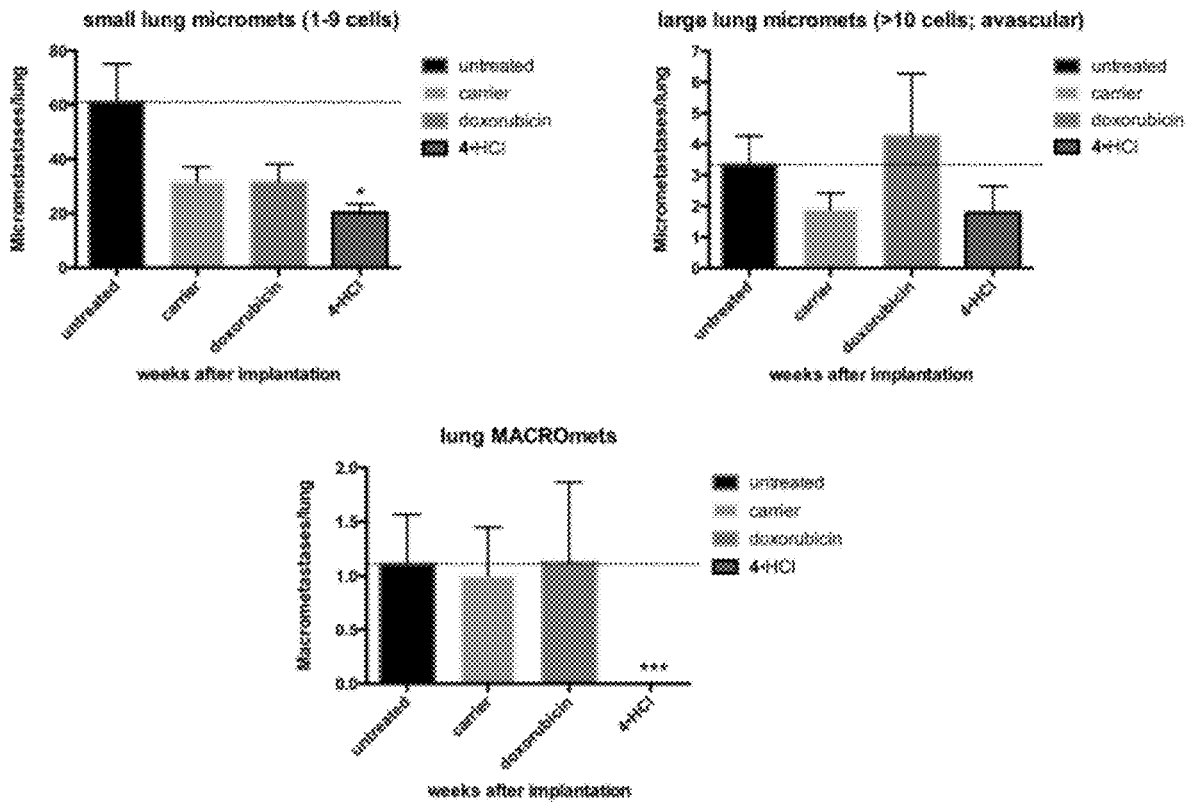 small lung micromets (1-9 cells)
Micrometastases/lung
80
60
40
20
0
*
untreated
carrier
doxorubicin
4•HCl
weeks after implantation
untreated
carrier
doxorubicin
4•HCl
large lung micromets (>10 cells; avascular)
Micrometastases/lung
7
6
5
4
3
2
1
0
untreated
carrier
doxorubicin
4•HCl
weeks after implantation
untreated
carrier
doxorubicin
4•HCl
lung MACROmets
Macrometastases/lung
2.0
1.5
1.0
0.5
0.0
***
untreated
carrier
doxorubicin
4•HCl
weeks after implantation
untreated
carrier
doxorubicin
4•HCl